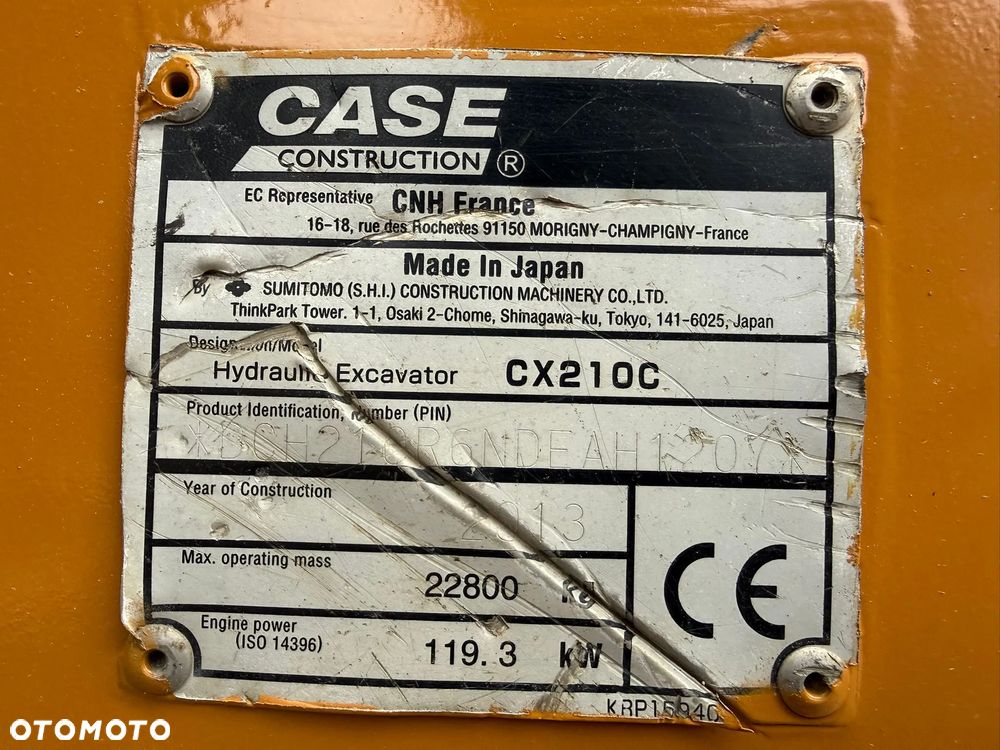 CASE
CONSTRUCTION ®
EC Representative CNH France
16-18, rue des Rochettes 91150 MORIGNY-CHAMPIGNY-France
Made In Japan
By SUMITOMO (S.H.I.) CONSTRUCTION MACHINERY CO.,LTD.
ThinkPark Tower. 1-1, Osaki 2-Chome, Shinagawa-ku, Tokyo, 141-6025, Japan
Designation/Model
Hydraulic Excavator CX210C
Product Identification Number (PIN)
Year of Construction
2013
Max. operating mass
22800 kg
Engine power
(ISO 14396)
119.3 kW
CE
OTOMOTO